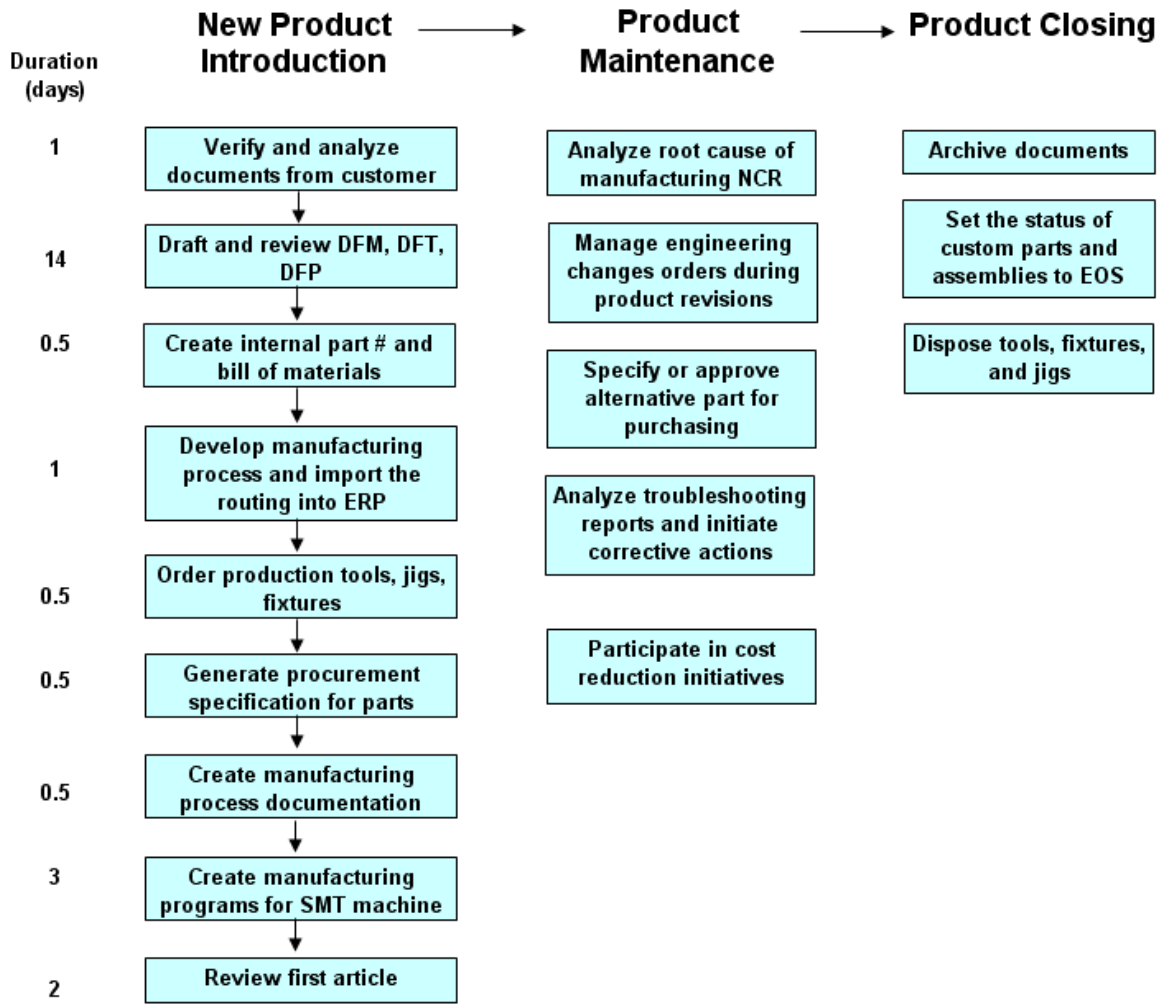 New Product
Introduction
Product
Maintenance
Product Closing
Duration
(days)
1
Verify and analyze
documents from customer
14
Draft and review DFM, DFT,
DFP
0.5
Create internal part # and
bill of materials
1
Develop manufacturing
process and import the
routing into ERP
0.5
Order production tools, jigs,
fixtures
0.5
Generate procurement
specification for parts
0.5
Create manufacturing
process documentation
3
Create manufacturing
programs for SMT machine
2
Review first article
Analyze root cause of
manufacturing NCR
Manage engineering
changes orders during
product revisions
Specify or approve
alternative part for
purchasing
Analyze troubleshooting
reports and initiate
corrective actions
Participate in cost
reduction initiatives
Archive documents
Set the status of
custom parts and
assemblies to EOS
Dispose tools, fixtures,
and jigs